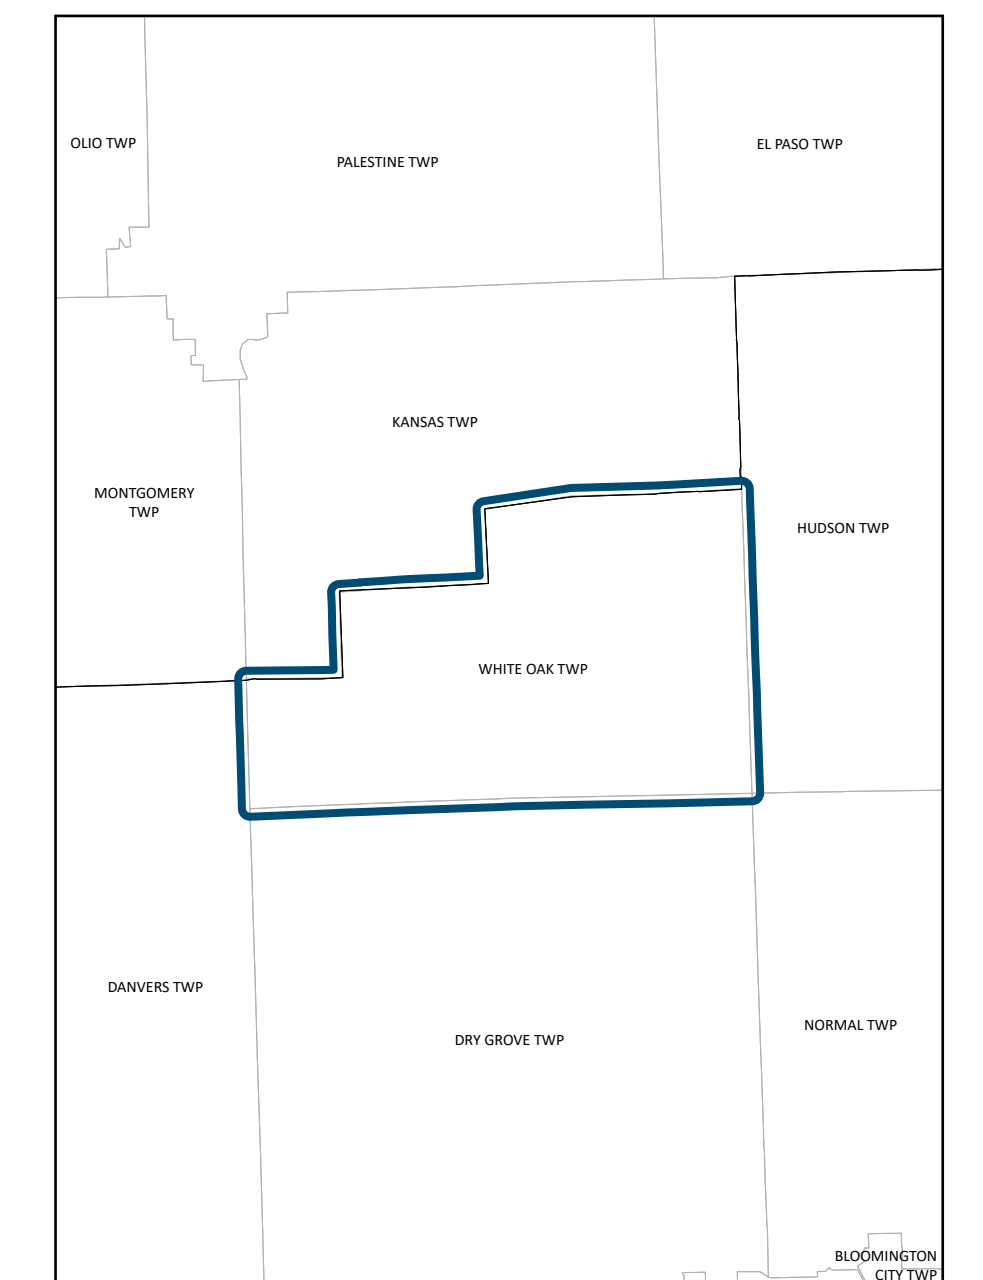 OLIO TWP
PALESTINE TWP
EL PASO TWP
KANSAS TWP
MONTGOMERY
TWP
HUDSON TWP
WHITE OAK TWP
DANVERS TWP
DRY GROVE TWP
NORMAL TWP
BLOOMINGTON
CITY TWP